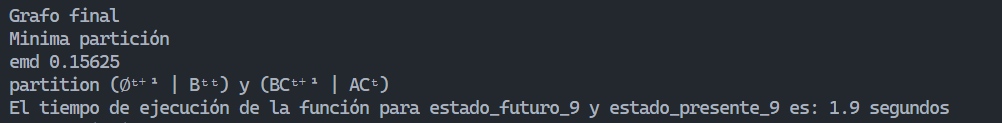 Grafo final
Minima partición
emd 0.15625
partition (∅ᵗ⁺¹ | Bᵗᵗ) y (BCᵗ⁺¹ | ACᵗ)
El tiempo de ejecución de la función para estado_futuro_9 y estado_presente_9 es: 1.9 segundos